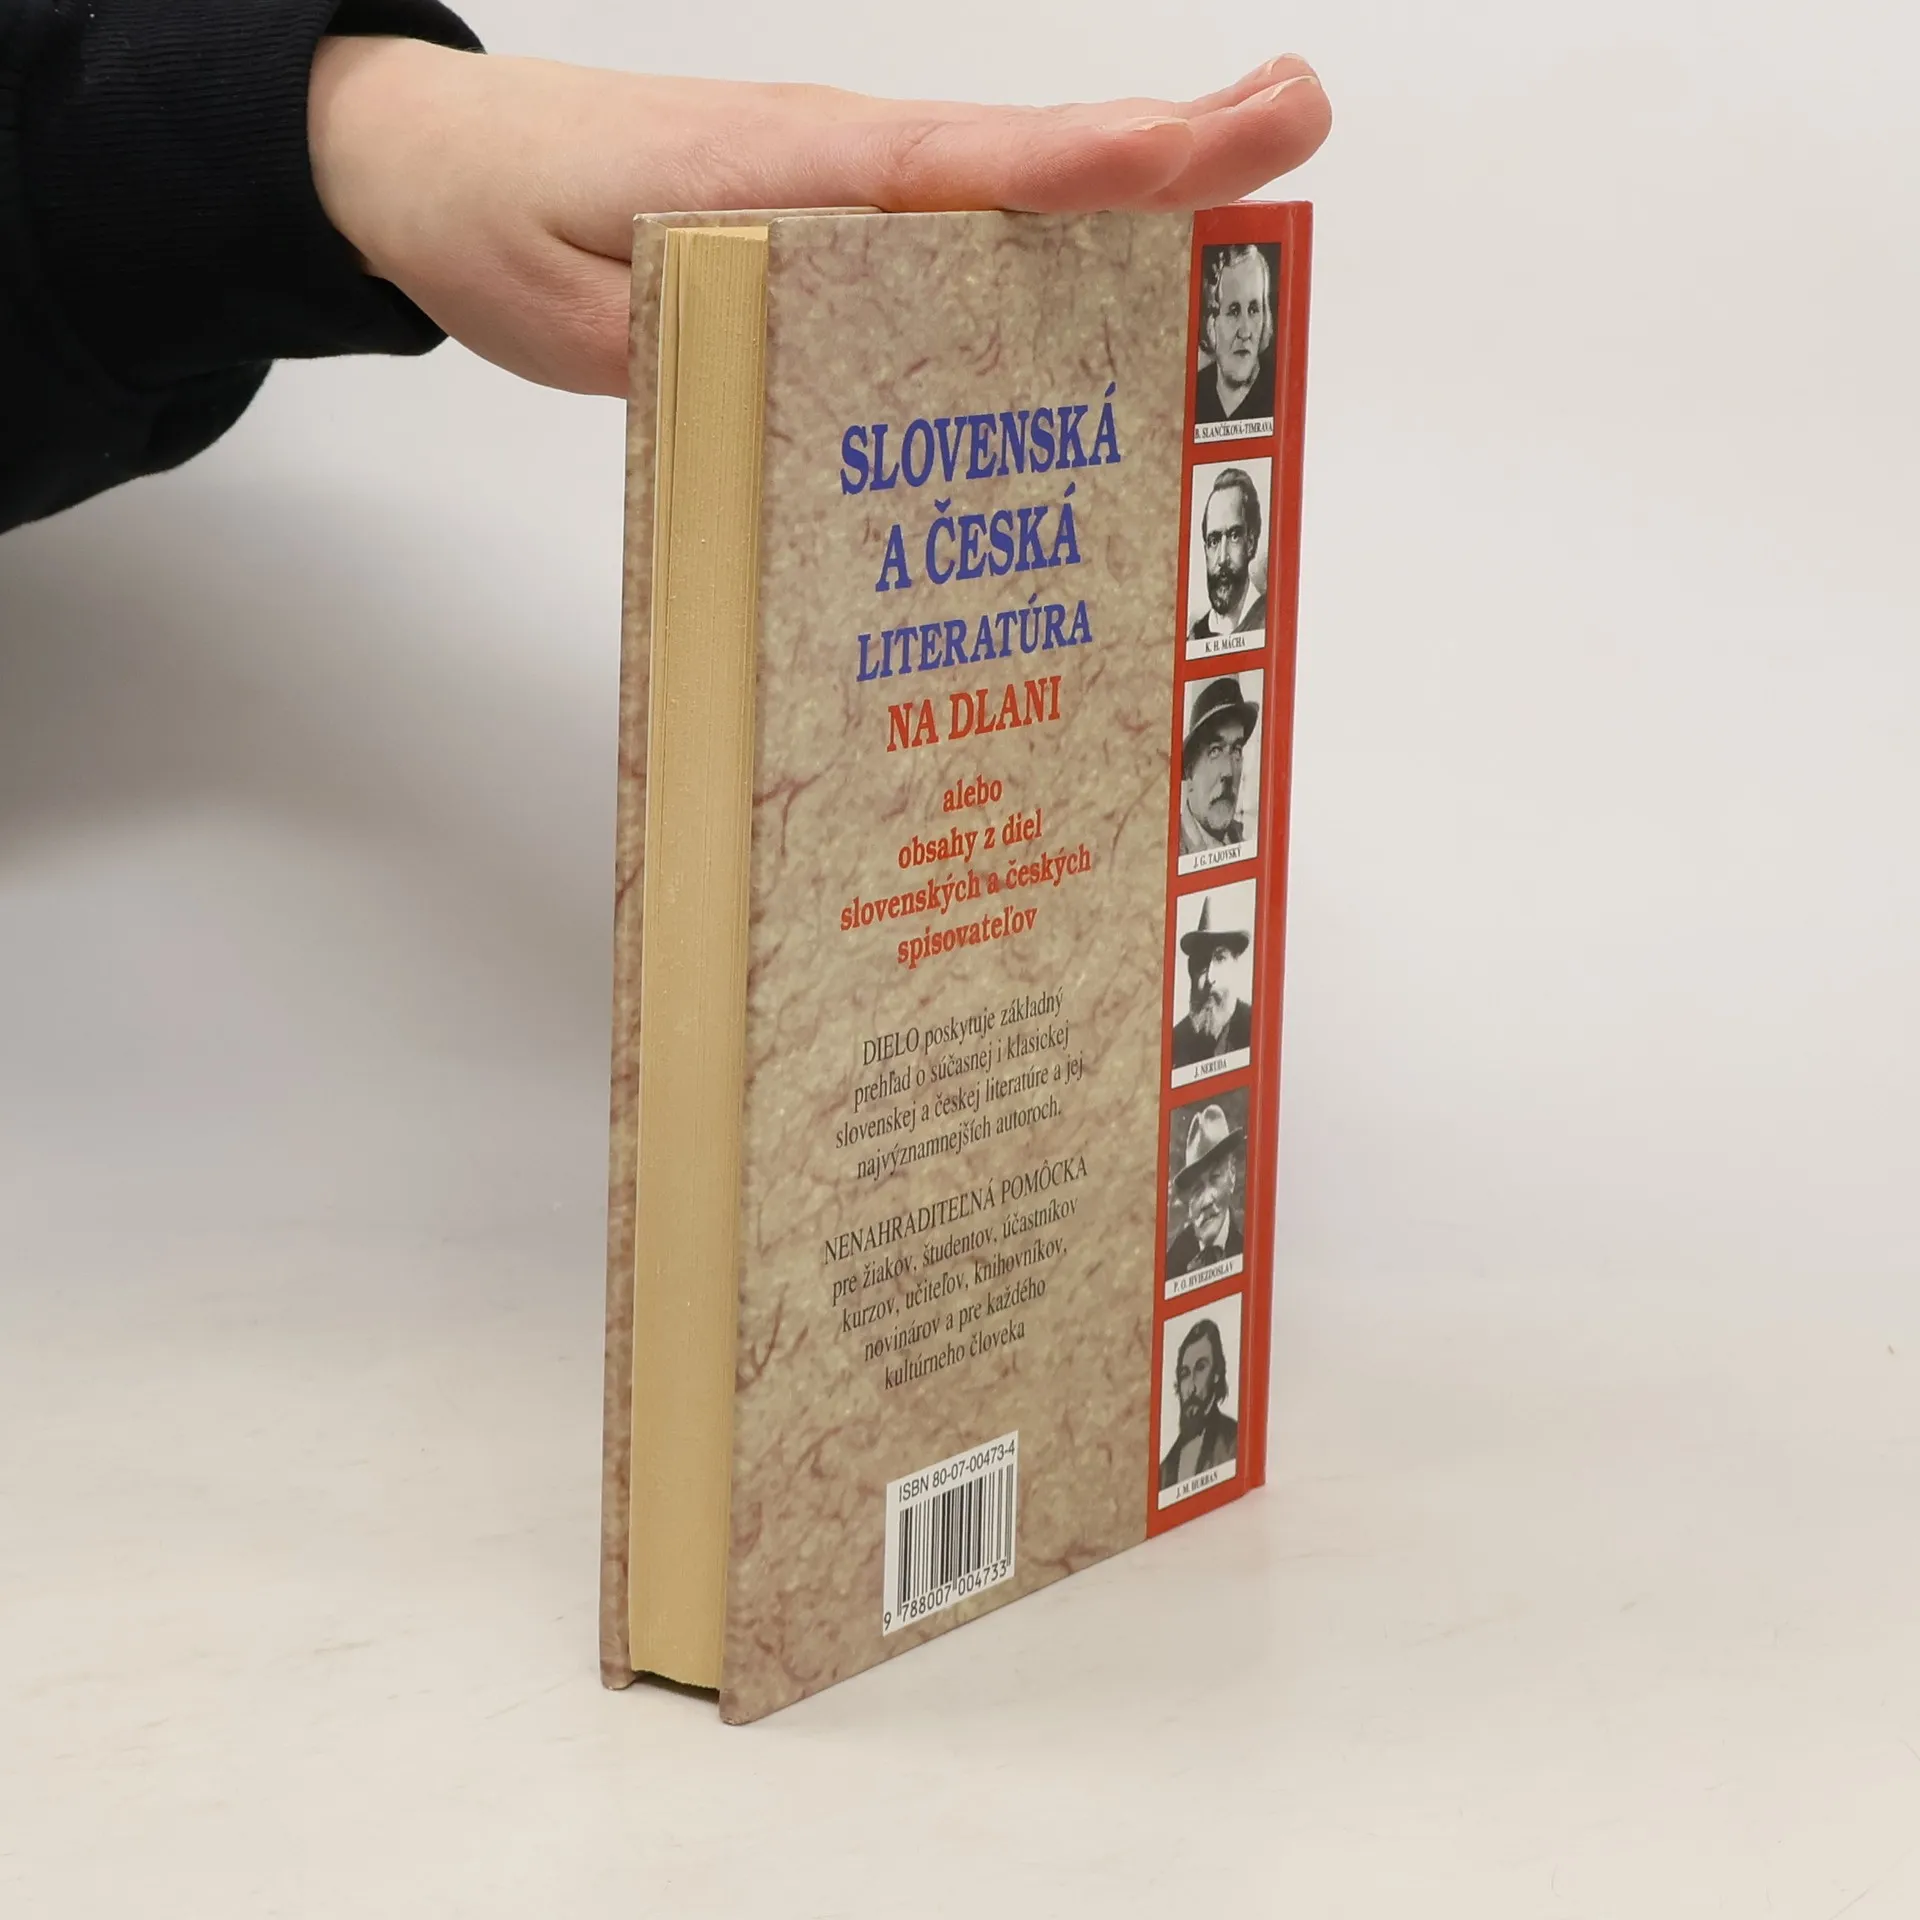 SLOVENSKÁ
A ČESKÁ
LITERATÚRA
NA DLANI
alebo
obsahy z diel
slovenských a českých
spisovateľov
DIELO poskytuje základný
prehľad o súčasnej i klasickej
slovenskej a českej literatúre a jej
najvýznamnejších autoroch.
NENAHRADITEĽNÁ POMÔCKA
pre žiakov, študentov, účastníkov
kurzov, učiteľov, knihovníkov,
novinárov a pre každého
kultúrneho človeka
ISBN 80-07-00473-4
9 788007 004733
B. SLANČÍKOVÁ-TIMRAVA
K. H. MÁCHA
J. G. TAJOVSKÝ
J. NERUDA
P. O. HVIEZDOSLAV
J. M. HURBAN